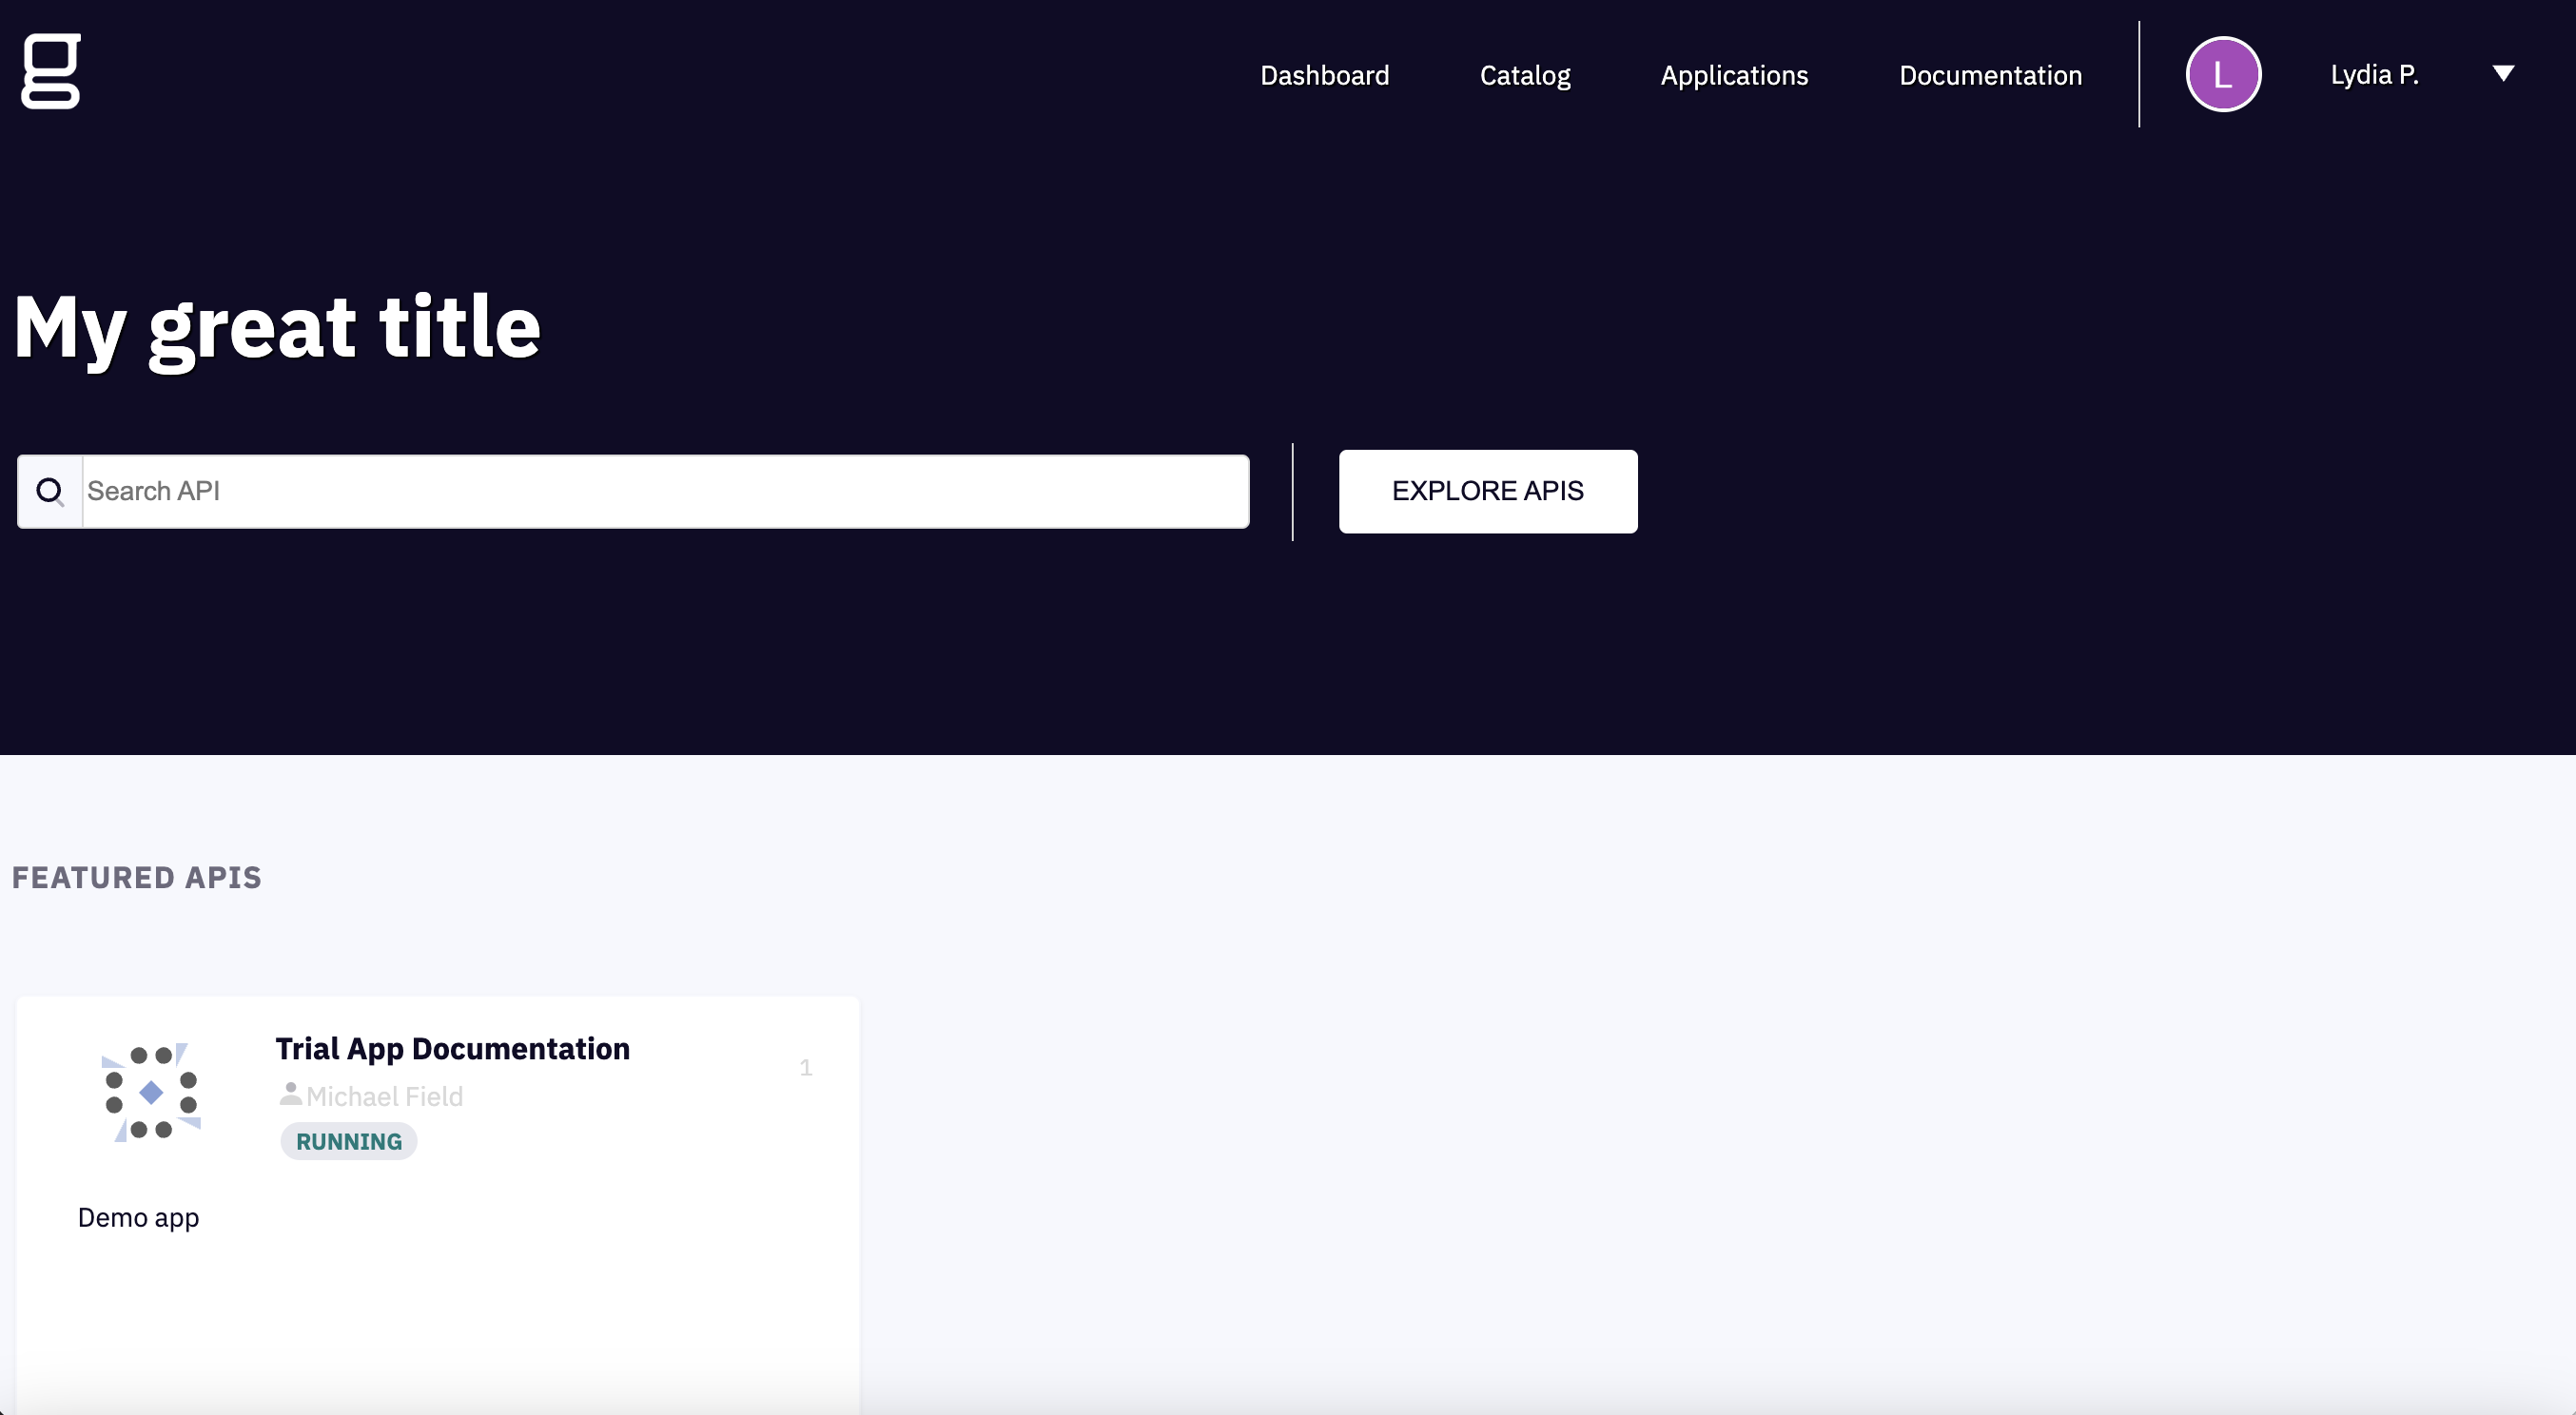 g
Dashboard Catalog Applications Documentation L Lydia P.
My great title
Search API EXPLORE APIS
FEATURED APIS
Trial App Documentation
1
Michael Field
RUNNING
Demo app